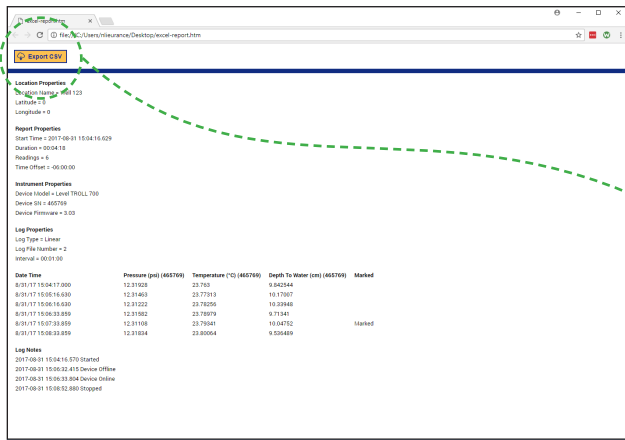 excel-report.htm
file:///C:/Users/rnlieurance/Desktop/excel-report.htm
Export CSV
Location Properties
Location Name = Well 123
Latitude = 0
Longitude = 0
Report Properties
Start Time = 2017-08-31 15:04:16.629
Duration = 00:04:18
Readings = 6
Time Offset = -06:00:00
Instrument Properties
Device Model = Level TROLL 700
Device SN = 465769
Device Firmware = 3.03
Log Properties
Log Type = Linear
Log File Number = 2
Interval = 00:01:00
Date Time Pressure (psi) (465769) Temperature (°C) (465769) Depth To Water (cm) (465769) Marked
8/31/17 15:04:17.000 12.31928 23.763 9.642544
8/31/17 15:05:16.630 12.31463 23.77313 10.17007
8/31/17 15:06:16.630 12.31222 23.78256 10.33948
8/31/17 15:06:33.859 12.31582 23.78979 9.71341
8/31/17 15:07:33.859 12.31108 23.79341 10.04752 Marked
8/31/17 15:08:33.859 12.31834 23.80064 9.536489
Log Notes
2017-08-31 15:04:16.570 Started
2017-08-31 15:06:32.415 Device Offline
2017-08-31 15:06:33.804 Device Online
2017-08-31 15:08:52.880 Stopped